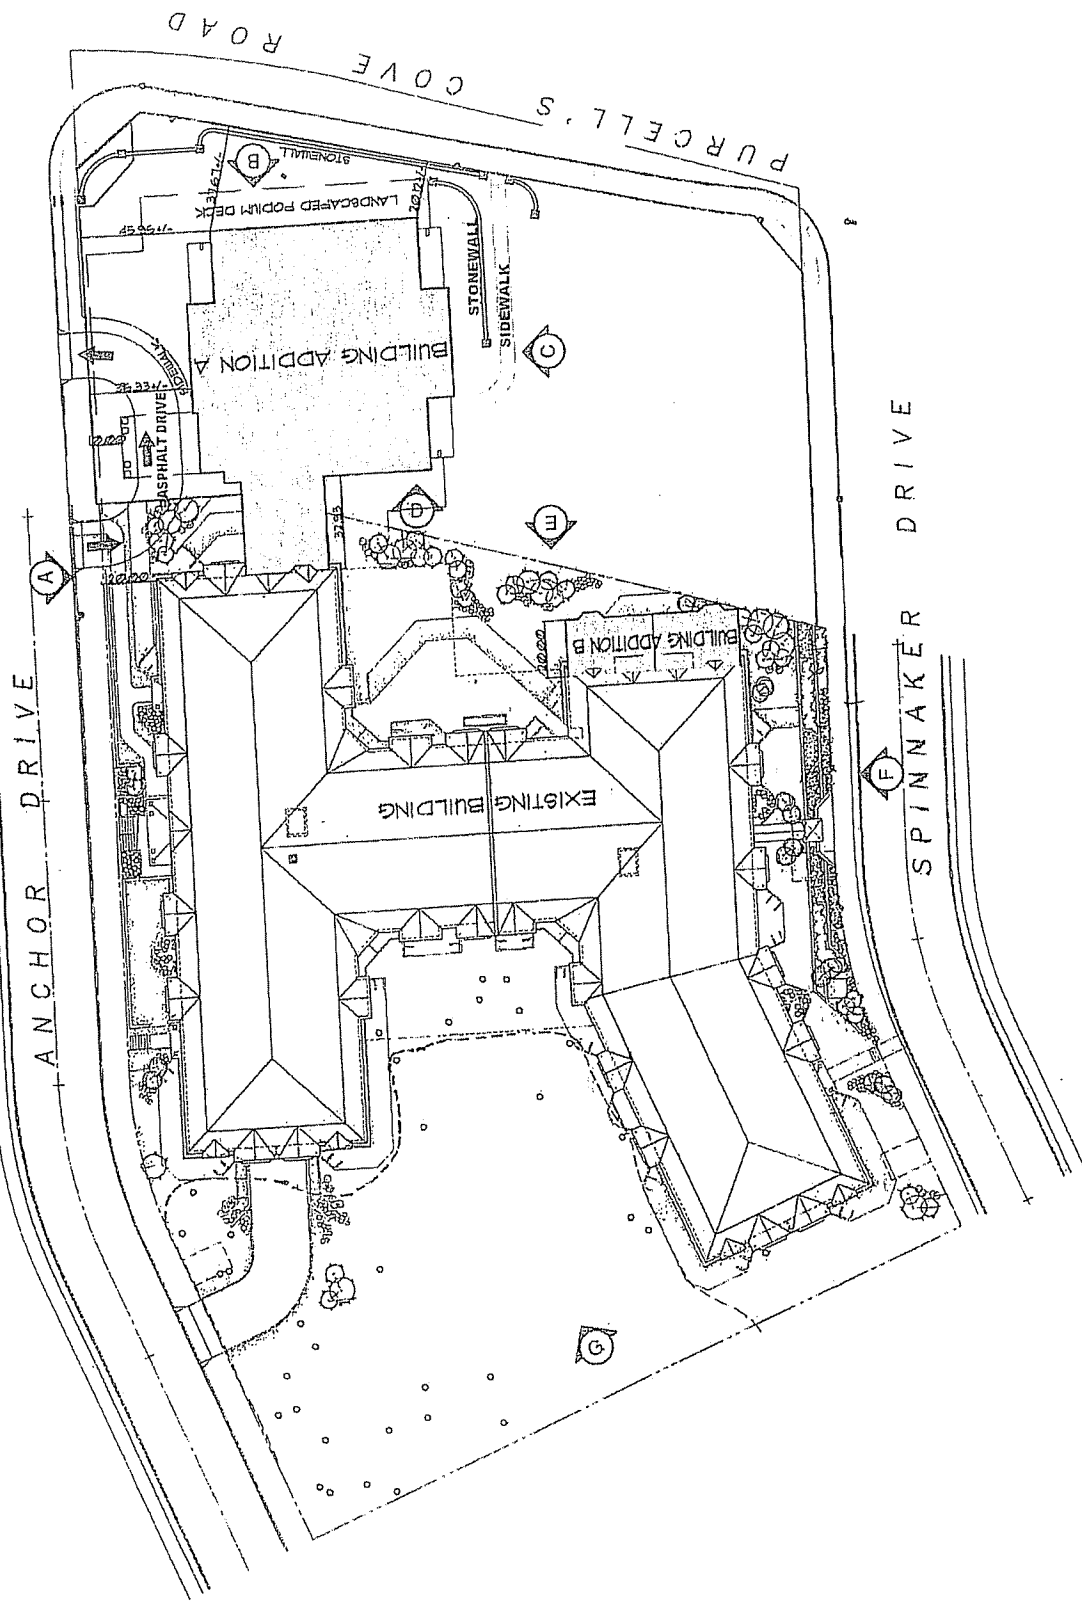 PURCELL'S COVE ROAD
B
STONEWALL
LANDSCAPED PODIUM DECK
STONEWALL
SIDEWALK
C
BUILDING ADDITION A
SIDEWALK
ASPHALT DRIVE
A
D
E
3793
BUILDING ADDITION B
EXISTING BUILDING
ANCHOR DRIVE
SPINNAKER DRIVE
F
G